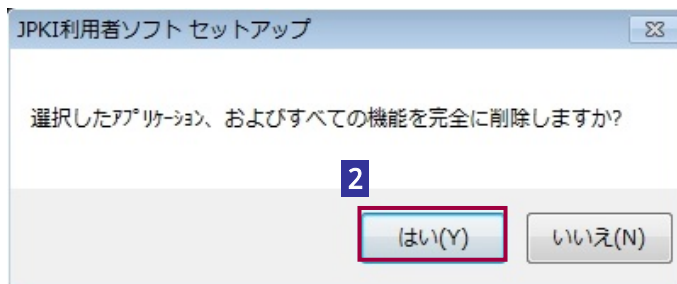 JPKI利用者ソフト セットアップ
選択したｱﾌﾟﾘｹｰｼｮﾝ、およびすべての機能を完全に削除しますか?
2
はい(Y)
いいえ(N)